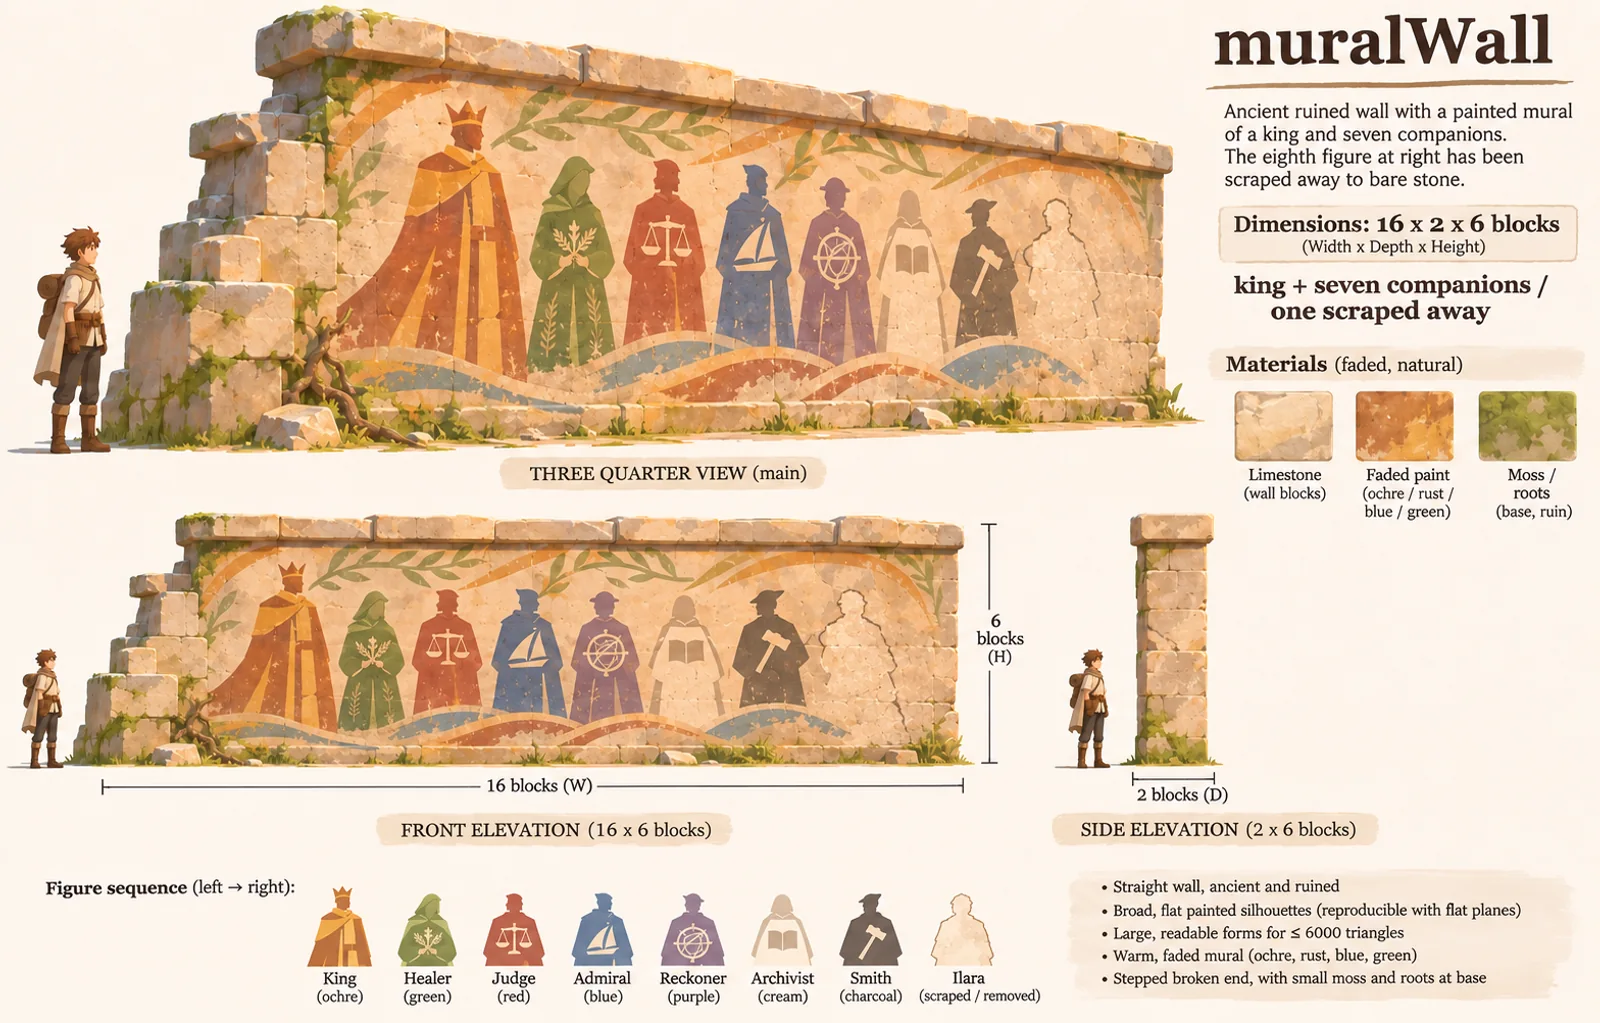 muralWall
Ancient ruined wall with a painted mural
of a king and seven companions.
The eighth figure at right has been
scraped away to bare stone.
Dimensions: 16 x 2 x 6 blocks
(Width x Depth x Height)
king + seven companions /
one scraped away
Materials (faded, natural)
Limestone
(wall blocks)
Faded paint
(ochre / rust /
blue / green)
Moss /
roots
(base, ruin)
THREE QUARTER VIEW (main)
6
blocks
(H)
16 blocks (W)
FRONT ELEVATION (16 x 6 blocks)
2 blocks (D)
SIDE ELEVATION (2 x 6 blocks)
Figure sequence (left → right):
King
(ochre)
Healer
(green)
Judge
(red)
Admiral
(blue)
Reckoner
(purple)
Archivist
(cream)
Smith
(charcoal)
Ilara
(scraped / removed)
• Straight wall, ancient and ruined
• Broad, flat painted silhouettes (reproducible with flat planes)
• Large, readable forms for ≤ 6000 triangles
• Warm, faded mural (ochre, rust, blue, green)
• Stepped broken end, with small moss and roots at base